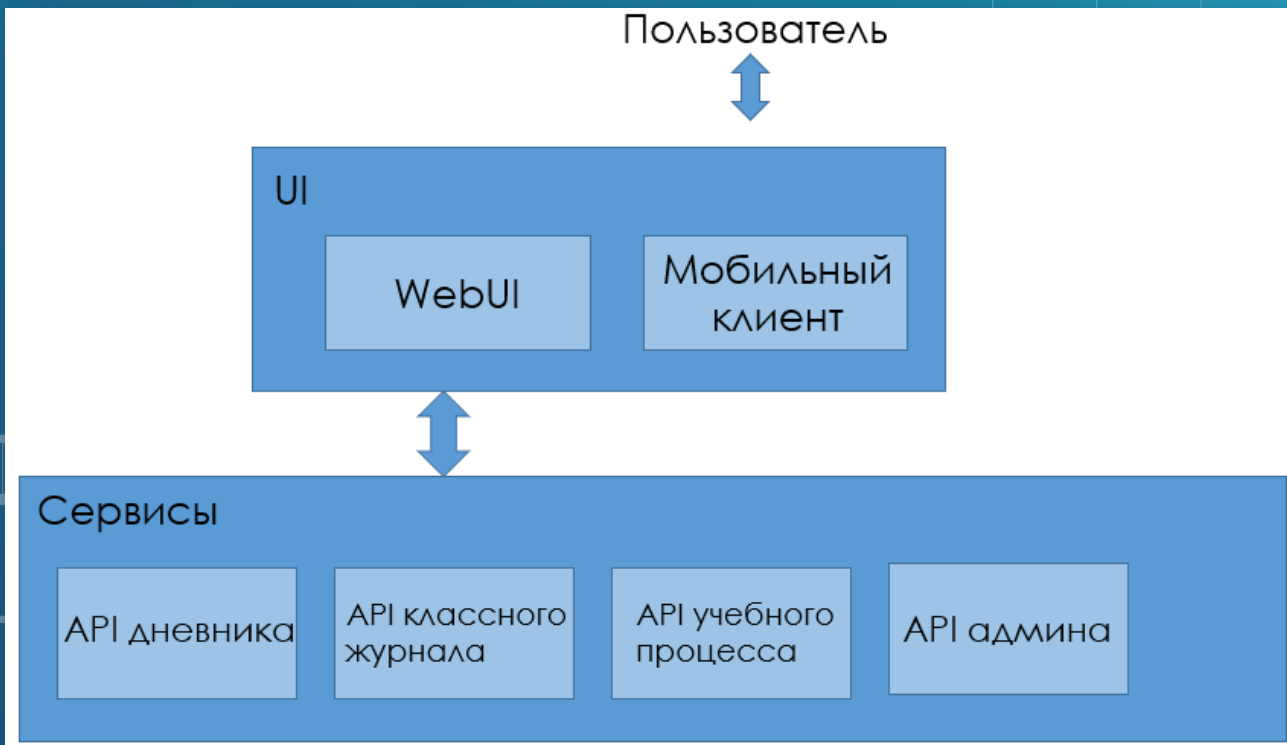 Пользователь
UI
WebUI
Мобильный
клиент
Сервисы
API дневника
API классного
журнала
API учебного
процесса
API админа